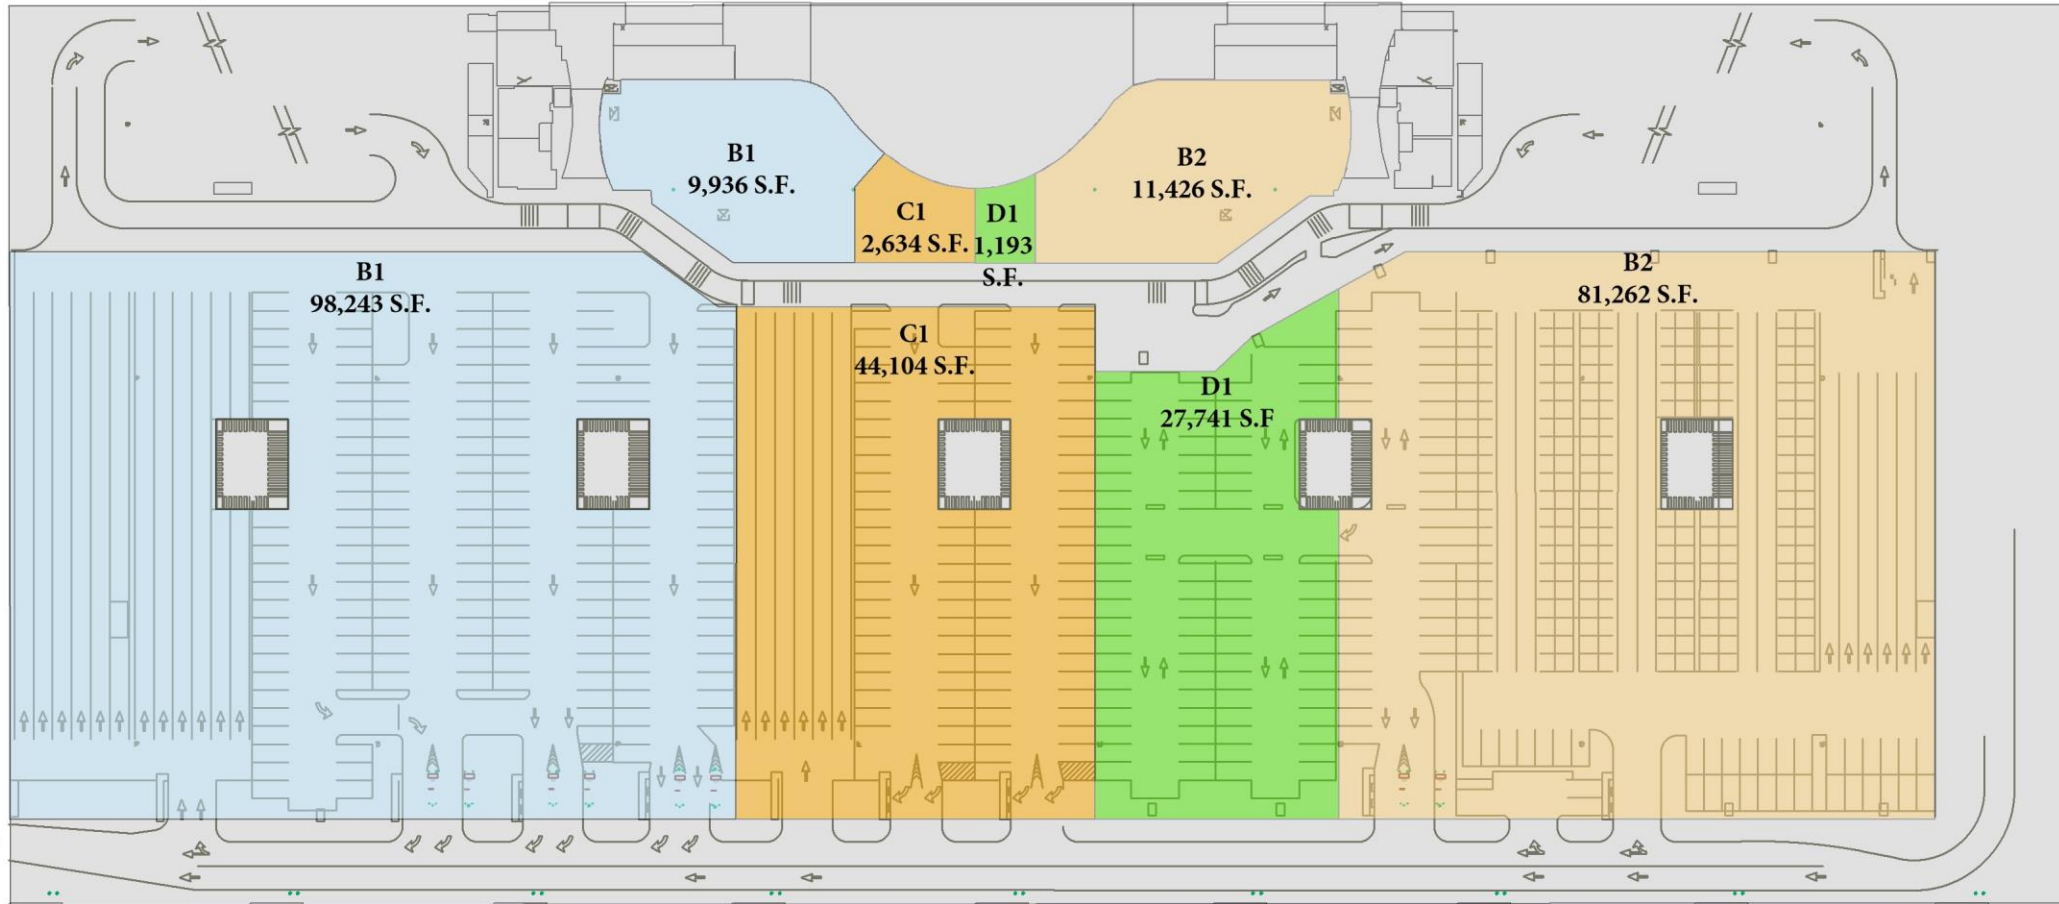 B1
9,936 S.F.
B2
11,426 S.F.
C1
2,634 S.F.
D1
1,193
S.F.
B1
98,243 S.F.
B2
81,262 S.F.
C1
44,104 S.F.
D1
27,741 S.F